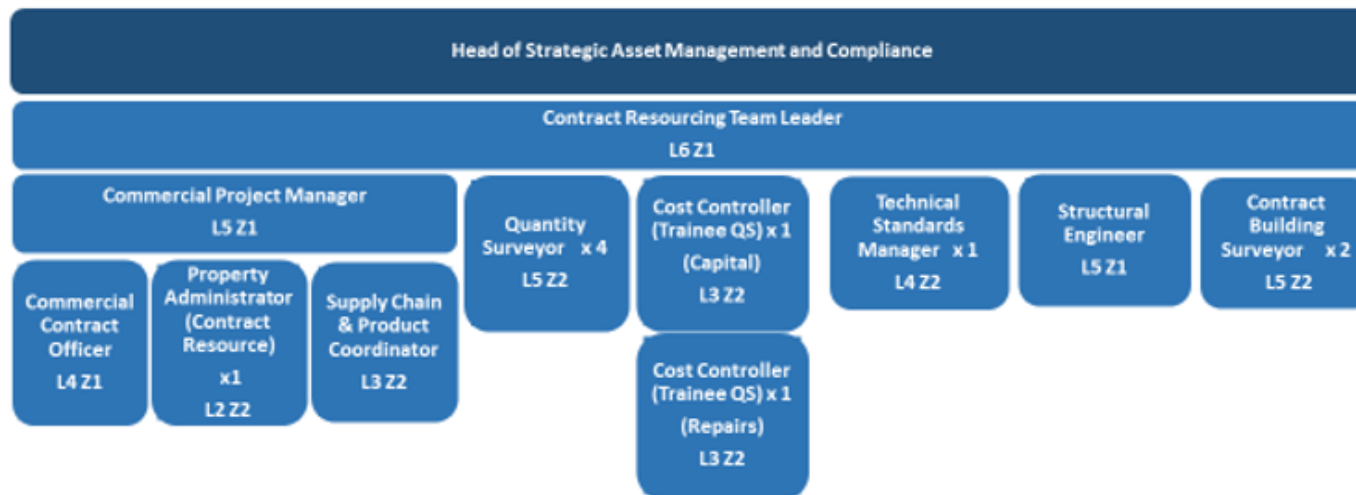 Head of Strategic Asset Management and Compliance
Contract Resourcing Team Leader
L6 Z1
Commercial Project Manager
L5 Z1
Commercial
Contract
Officer
L4 Z1
Property
Administrator
(Contract
Resource)
x1
L2 Z2
Supply Chain
& Product
Coordinator
L3 Z2
Quantity
Surveyor x 4
L5 Z2
Cost Controller
(Trainee QS) x 1
(Capital)
L3 Z2
Cost Controller
(Trainee QS) x 1
(Repairs)
L3 Z2
Technical
Standards
Manager x 1
L4 Z2
Structural
Engineer
L5 Z1
Contract
Building
Surveyor x 2
L5 Z2